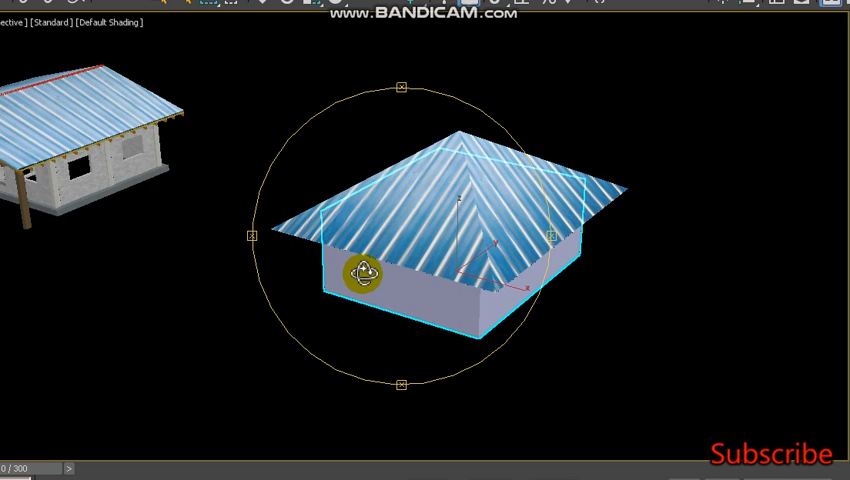 www.BANDICAM.com
ective ] [Standard ] [Default Shading ]
z
y
x
Subscribe
0 / 300
>